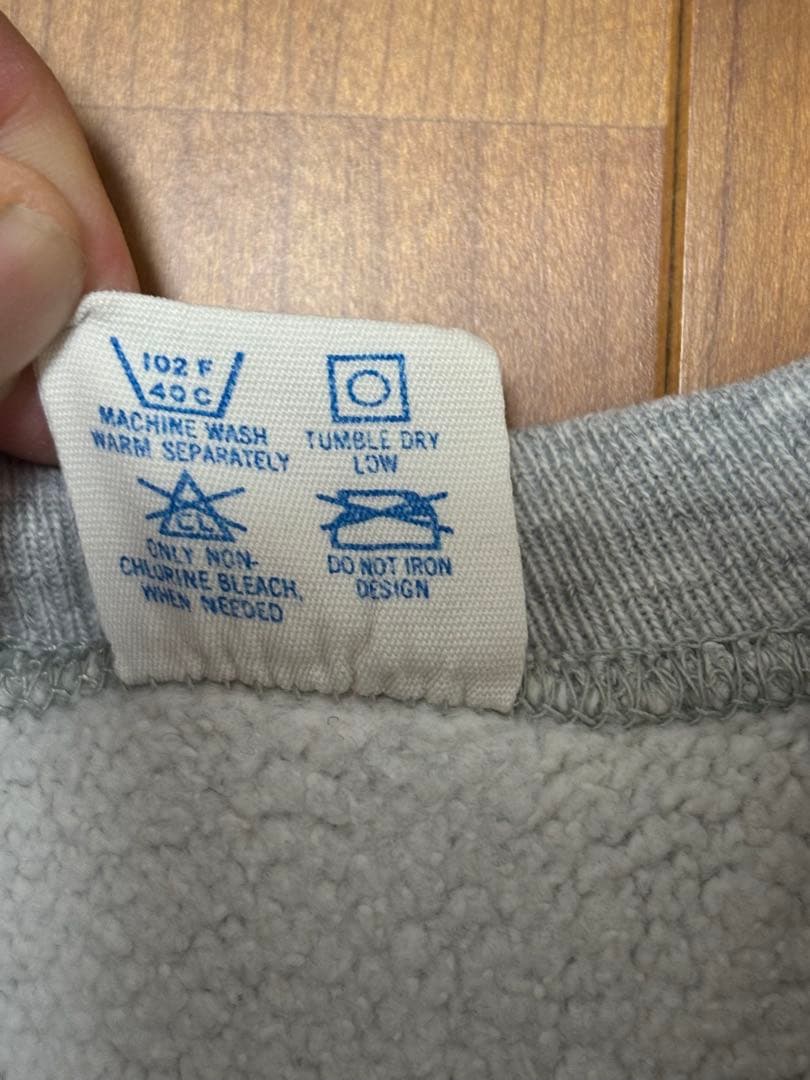 102 F
40 C
MACHINE WASH
WARM SEPARATELY
TUMBLE DRY
LOW
CL
ONLY NON-
CHLORINE BLEACH,
WHEN NEEDED
DO NOT IRON
DESIGN